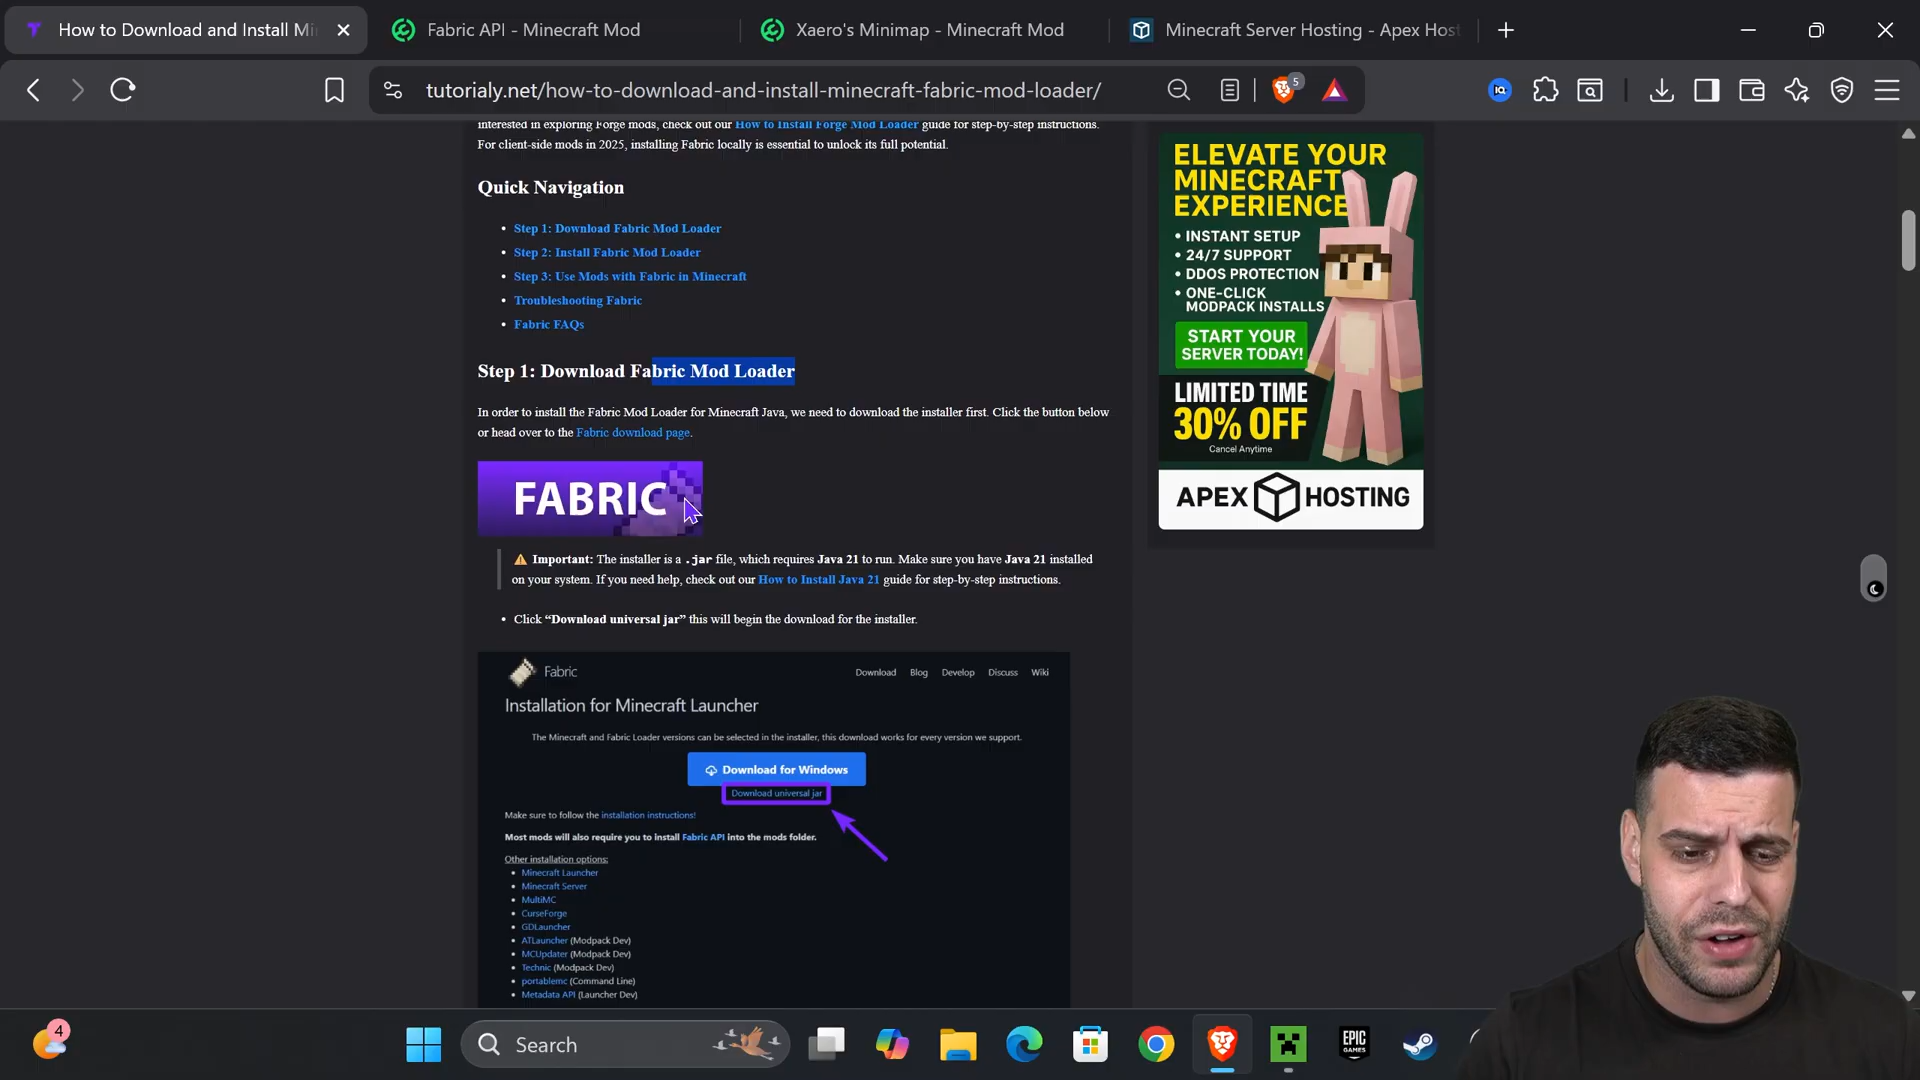 How to Download and Install Mi
Fabric API - Minecraft Mod
Xaero's Minimap - Minecraft Mod
Minecraft Server Hosting - Apex Host
tutorialy.net/how-to-download-and-install-minecraft-fabric-mod-loader/
5
interested in exploring Forge mods, check out our How to Install Forge Mod Loader guide for step-by-step instructions.
For client-side mods in 2025, installing Fabric locally is essential to unlock its full potential.
Quick Navigation
• Step 1: Download Fabric Mod Loader
• Step 2: Install Fabric Mod Loader
• Step 3: Use Mods with Fabric in Minecraft
• Troubleshooting Fabric
• Fabric FAQs
Step 1: Download Fabric Mod Loader
In order to install the Fabric Mod Loader for Minecraft Java, we need to download the installer first. Click the button below
or head over to the Fabric download page.
FABRIC
⚠ Important: The installer is a .jar file, which requires Java 21 to run. Make sure you have Java 21 installed
on your system. If you need help, check out our How to Install Java 21 guide for step-by-step instructions.
• Click “Download universal jar” this will begin the download for the installer.
Fabric
Download Blog Develop Discuss Wiki
Installation for Minecraft Launcher
The Minecraft and Fabric Loader versions can be selected in the installer, this download works for every version we support.
Download for Windows
Download universal jar
Make sure to follow the installation instructions!
Most mods will also require you to install Fabric API into the mods folder.
Other installation options:
• Minecraft Launcher
• Minecraft Server
• MultiMC
• CurseForge
• GDLauncher
• ATLauncher (Modpack Dev)
• MCUpdater (Modpack Dev)
• Technic (Modpack Dev)
• portablemc (Command Line)
• Metadata API (Launcher Dev)
ELEVATE YOUR
MINECRAFT
EXPERIENCE
• INSTANT SETUP
• 24/7 SUPPORT
• DDOS PROTECTION
• ONE-CLICK
MODPACK INSTALLS
START YOUR
SERVER TODAY!
LIMITED TIME
30% OFF
Cancel Anytime
APEX HOSTING
4
Search
EPIC
GAMES